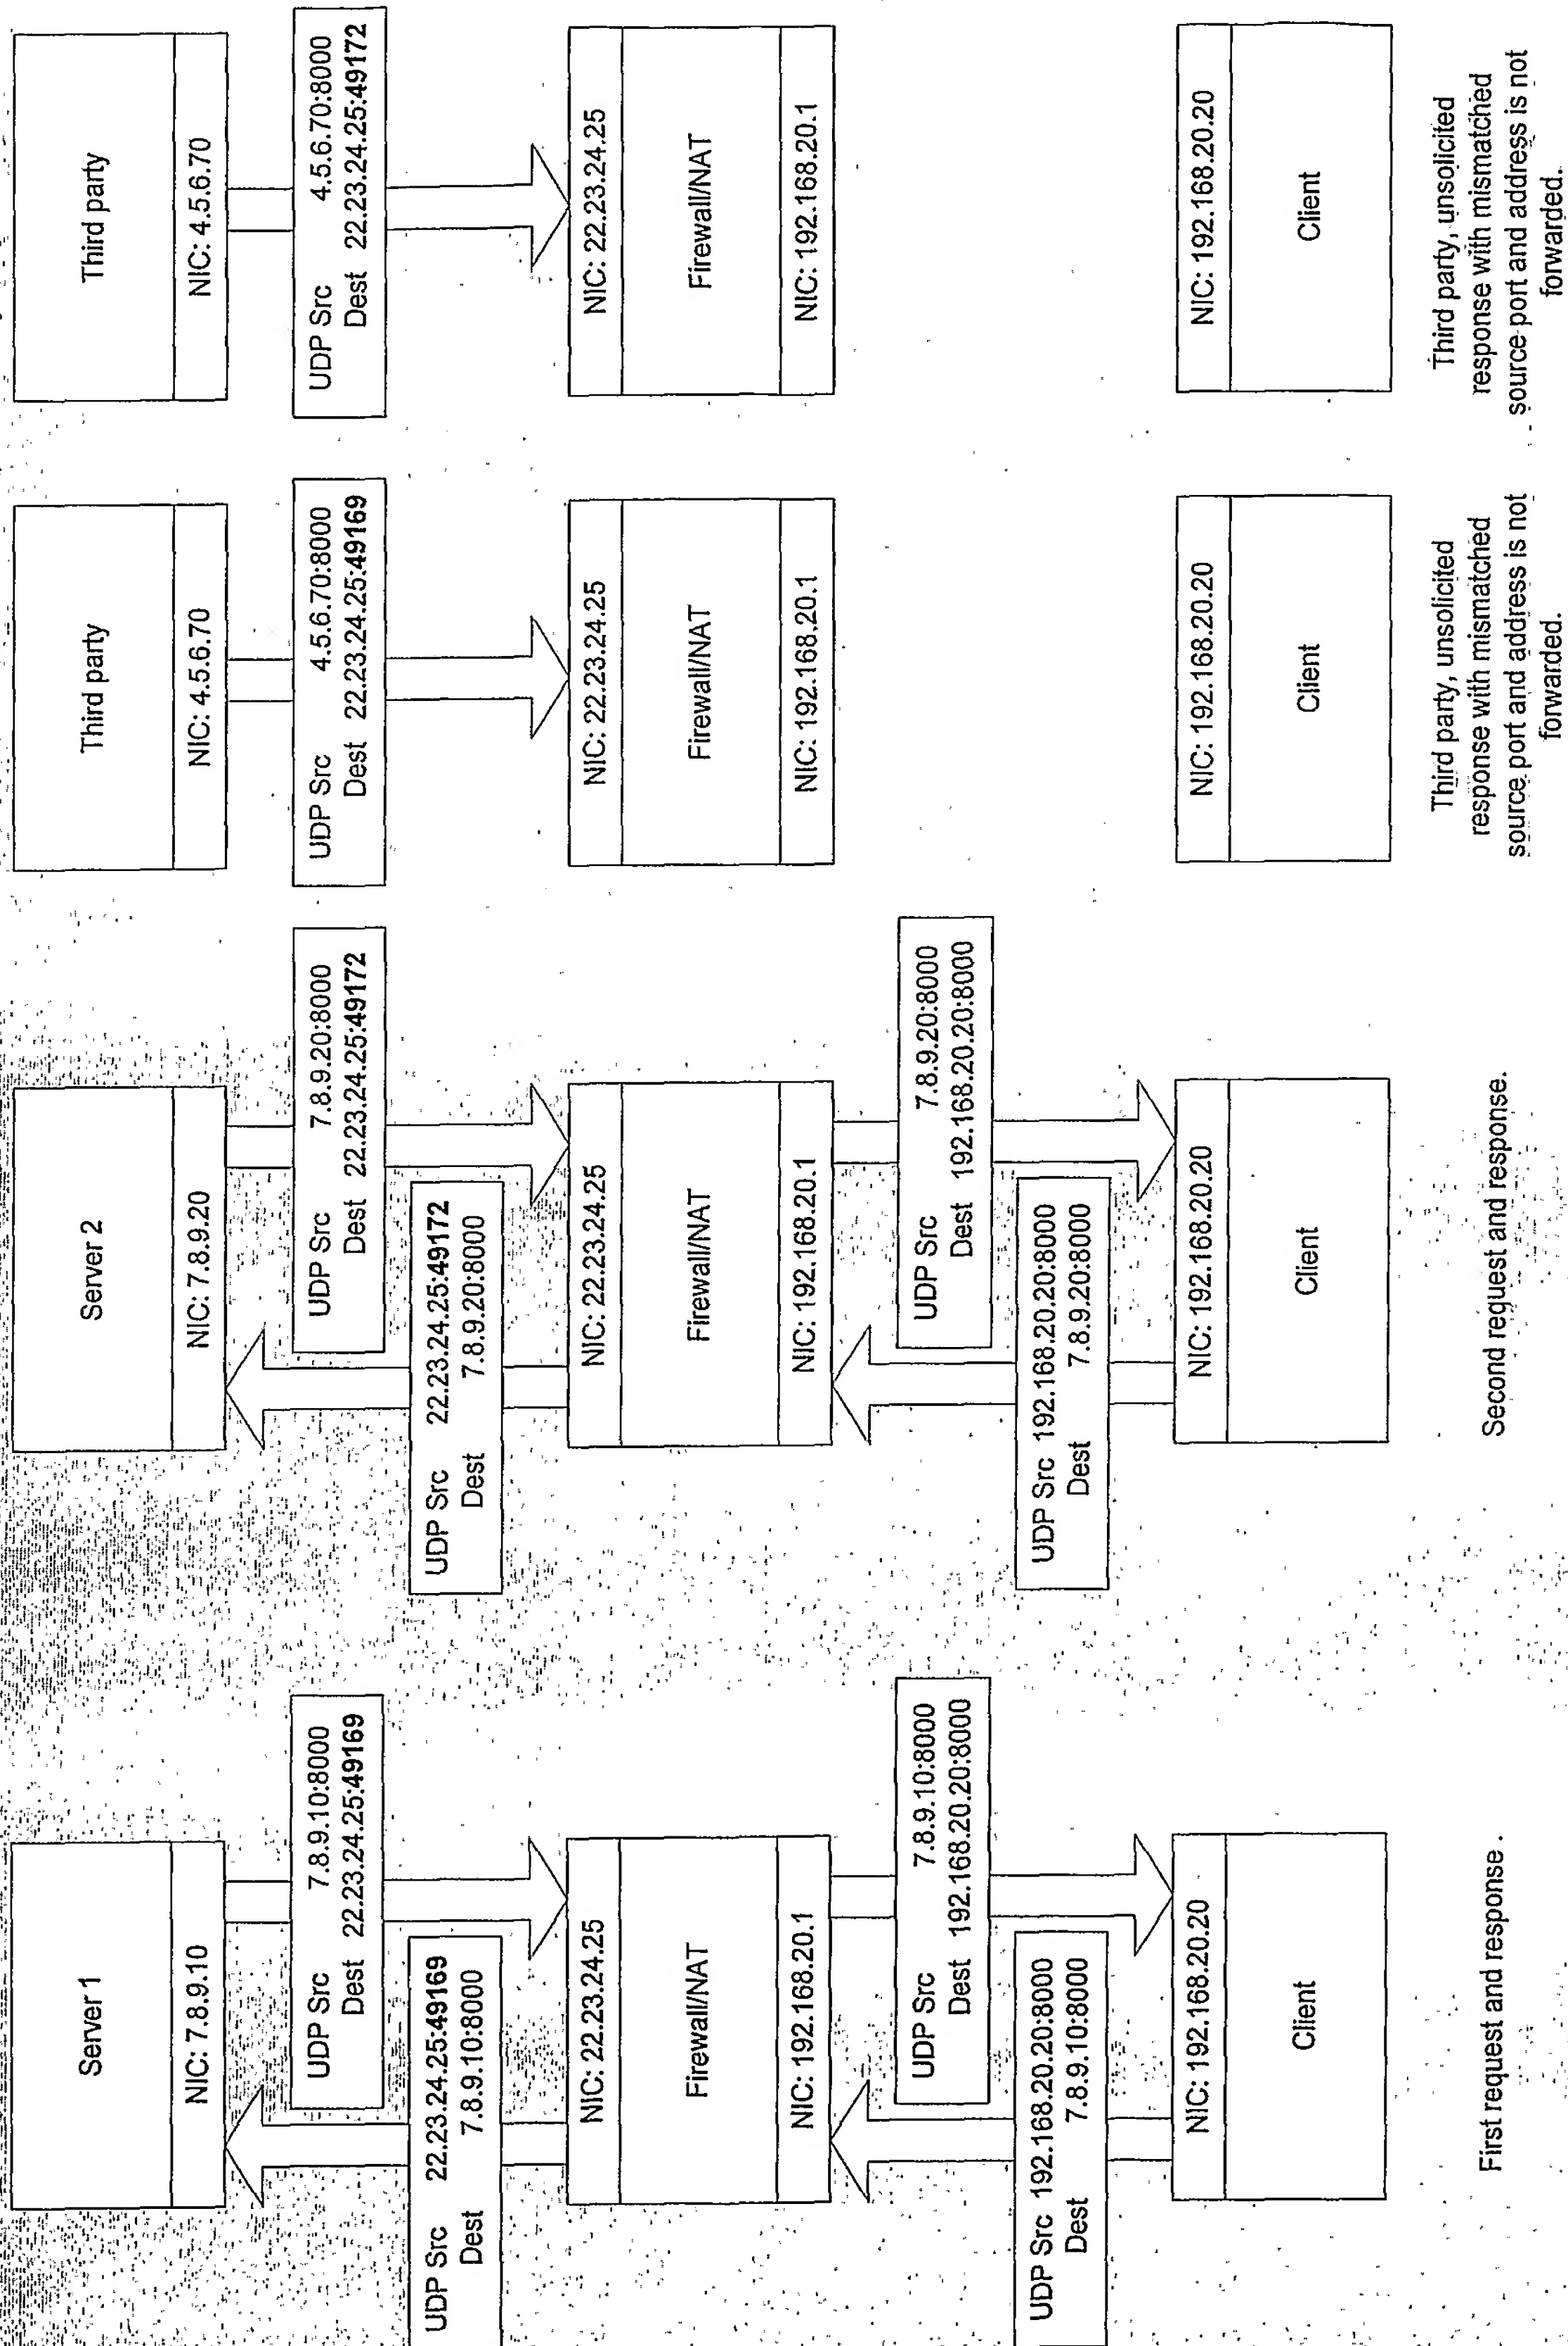 Server 1
NIC: 7.8.9.10
UDP Src 7.8.9.10:8000
Dest 22.23.24.25:49169
UDP Src 22.23.24.25:49169
Dest 7.8.9.10:8000
NIC: 22.23.24.25
Firewall/NAT
NIC: 192.168.20.1
UDP Src 7.8.9.10:8000
Dest 192.168.20.20:8000
UDP Src 192.168.20.20:8000
Dest 7.8.9.10:8000
NIC: 192.168.20.20
Client
First request and response.
Server 2
NIC: 7.8.9.20
UDP Src 7.8.9.20:8000
Dest 22.23.24.25:49172
UDP Src 22.23.24.25:49172
Dest 7.8.9.20:8000
NIC: 22.23.24.25
Firewall/NAT
NIC: 192.168.20.1
UDP Src 7.8.9.20:8000
Dest 192.168.20.20:8000
UDP Src 192.168.20.20:8000
Dest 7.8.9.20:8000
NIC: 192.168.20.20
Client
Second request and response.
Third party
NIC: 4.5.6.70
UDP Src 4.5.6.70:8000
Dest 22.23.24.25:49169
NIC: 22.23.24.25
Firewall/NAT
NIC: 192.168.20.1
NIC: 192.168.20.20
Client
Third party, unsolicited
response with mismatched
source port and address is not
forwarded.
Third party
NIC: 4.5.6.70
UDP Src 4.5.6.70:8000
Dest 22.23.24.25:49172
NIC: 22.23.24.25
Firewall/NAT
NIC: 192.168.20.1
NIC: 192.168.20.20
Client
Third party, unsolicited
response with mismatched
source port and address is not
forwarded.